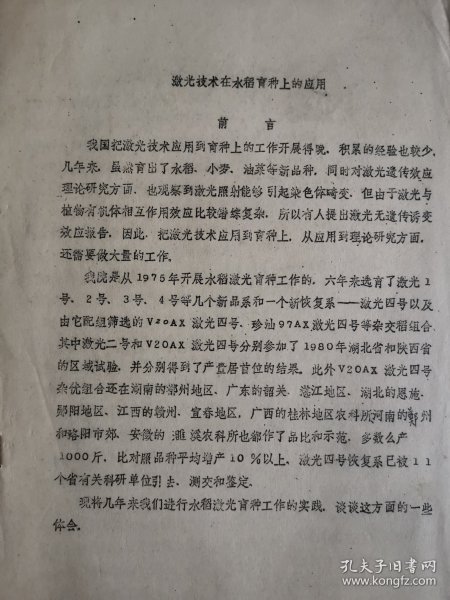 激光技术在水稻育种上的应用
前 言
我国把激光技术应用到育种上的工作开展得晚，积累的经验也较少，
几年来，虽然育出了水稻、小麦、油菜等新品种，同时对激光遗传效应
理论研究方面，也观察到激光照射能够引起染色体畸变，但由于激光与
植物有机体相互作用效应比较错综复杂，所以有人提出激光无遗传诱变
效应报告，因此，把激光技术应用到育种上，从应用到理论研究方面，
还需要做大量的工作。
我院是从1975年开展水稻激光育种工作的，六年来选育了激光1
号、2号、3号、4号等几个新品系和一个新恢复系——激光四号以及
由它配组筛选的V20AX激光四号、珍汕97AX激光四号等杂交稻组合，
其中激光二号和V20AX激光四号分别参加了1980年湖北省和陕西省
的区域试验，并分别得到了产量居首位的结果。此外V20AX激光四号
杂优组合还在湖南的郴州地区、广东的韶关、湛江地区、湖北的恩施、
郧阳地区、江西的赣州、宜春地区，广西的桂林地区农科所河南的 州
和洛阳市郊、安徽的 濉溪农科所也都作了品比和示范，多数亩产
1000斤，比对照品种平均增产10%以上，激光四号恢复系已被11
个省有关科研单位引去，测交和鉴定。
现将几年来我们进行水稻激光育种工作的实践，谈谈这方面的一些
体会。
孔夫子旧书网
www.kongfz.com